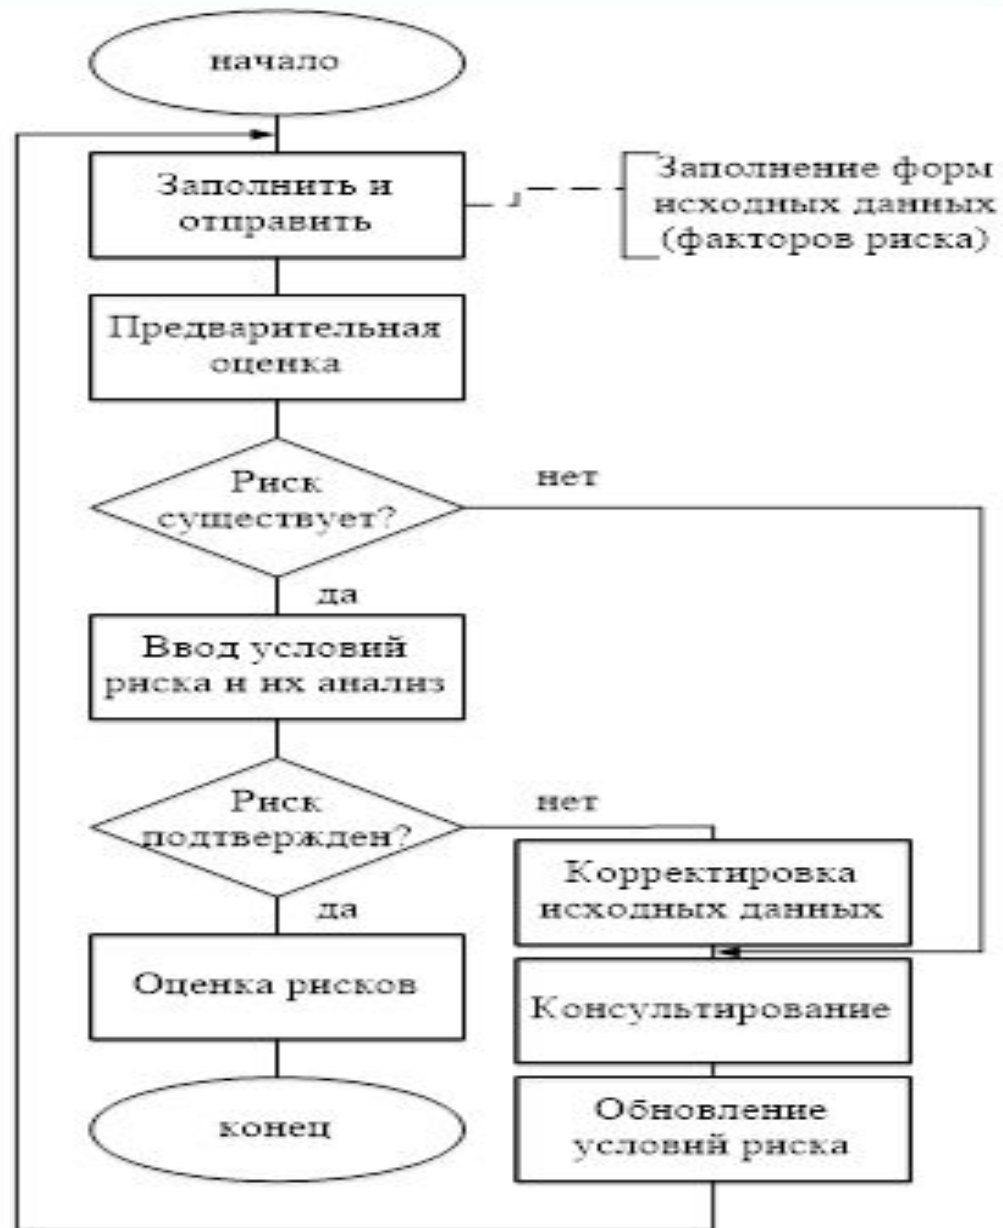 начало
Заполнить и
отправить
Заполнение форм
исходных данных
(факторов риска)
Предварительная
оценка
Риск
существует?
нет
да
Ввод условий
риска и их анализ
Риск
подтвержден?
нет
да
Корректировка
исходных данных
Оценка рисков
Консультирование
Обновление
условий риска
конец